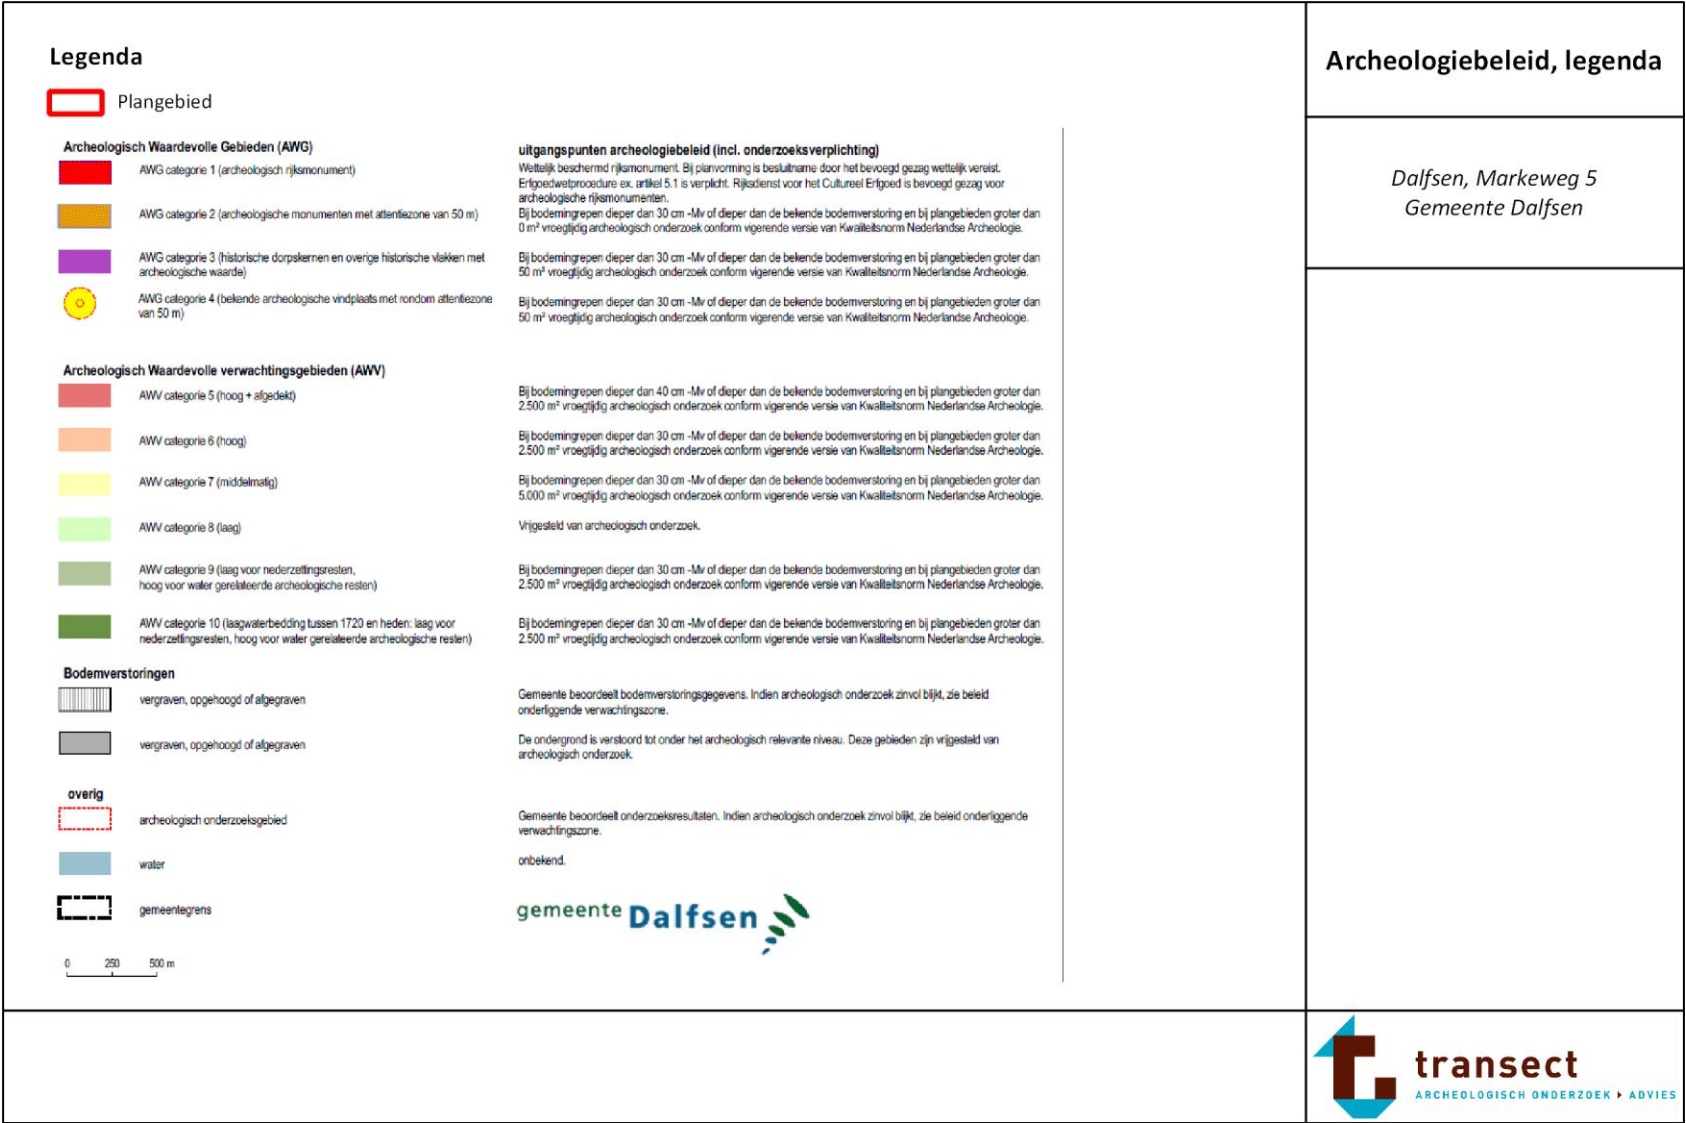 Legenda
Plangebied
Archeologisch Waardevolle Gebieden (AWG)
uitgangspunten archeologiebeleid (incl. onderzoeksverplichting)
AWG categorie 1 (archeologisch rijksmonument)
Wettelijk beschermd rijksmonument. Bij planvorming is besluitname door het bevoegd gezag wettelijk vereist.
Erfgoedwetprocedure ex. artikel 5.1 is verplicht. Rijksdienst voor het Cultureel Erfgoed is bevoegd gezag voor
archeologische rijksmonumenten.
AWG categorie 2 (archeologische monumenten met attentiezone van 50 m)
Bij bodemingrepen dieper dan 30 cm -Mv of dieper dan de bekende bodemverstoring en bij plangebieden groter dan
0 m² vroegtijdig archeologisch onderzoek conform vigerende versie van Kwaliteitsnorm Nederlandse Archeologie.
AWG categorie 3 (historische dorpskernen en overige historische vlakken met
archeologische waarde)
Bij bodemingrepen dieper dan 30 cm -Mv of dieper dan de bekende bodemverstoring en bij plangebieden groter dan
50 m² vroegtijdig archeologisch onderzoek conform vigerende versie van Kwaliteitsnorm Nederlandse Archeologie.
AWG categorie 4 (bekende archeologische vindplaats met rondom attentiezone
van 50 m)
Bij bodemingrepen dieper dan 30 cm -Mv of dieper dan de bekende bodemverstoring en bij plangebieden groter dan
50 m² vroegtijdig archeologisch onderzoek conform vigerende versie van Kwaliteitsnorm Nederlandse Archeologie.
Archeologisch Waardevolle verwachtingsgebieden (AWV)
AWV categorie 5 (hoog + afgedekt)
Bij bodemingrepen dieper dan 40 cm -Mv of dieper dan de bekende bodemverstoring en bij plangebieden groter dan
2.500 m² vroegtijdig archeologisch onderzoek conform vigerende versie van Kwaliteitsnorm Nederlandse Archeologie.
AWV categorie 6 (hoog)
Bij bodemingrepen dieper dan 30 cm -Mv of dieper dan de bekende bodemverstoring en bij plangebieden groter dan
2.500 m² vroegtijdig archeologisch onderzoek conform vigerende versie van Kwaliteitsnorm Nederlandse Archeologie.
AWV categorie 7 (middelmatig)
Bij bodemingrepen dieper dan 30 cm -Mv of dieper dan de bekende bodemverstoring en bij plangebieden groter dan
5.000 m² vroegtijdig archeologisch onderzoek conform vigerende versie van Kwaliteitsnorm Nederlandse Archeologie.
AWV categorie 8 (laag)
Vrijgesteld van archeologisch onderzoek.
AWV categorie 9 (laag voor nederzettingsresten,
hoog voor water gerelateerde archeologische resten)
Bij bodemingrepen dieper dan 30 cm -Mv of dieper dan de bekende bodemverstoring en bij plangebieden groter dan
2.500 m² vroegtijdig archeologisch onderzoek conform vigerende versie van Kwaliteitsnorm Nederlandse Archeologie.
AWV categorie 10 (laagwaterbedding tussen 1720 en heden: laag voor
nederzettingsresten, hoog voor water gerelateerde archeologische resten)
Bij bodemingrepen dieper dan 30 cm -Mv of dieper dan de bekende bodemverstoring en bij plangebieden groter dan
2.500 m² vroegtijdig archeologisch onderzoek conform vigerende versie van Kwaliteitsnorm Nederlandse Archeologie.
Bodemverstoringen
vergraven, opgehoogd of afgegraven
Gemeente beoordeelt bodemverstoringsgegevens. Indien archeologisch onderzoek zinvol blijkt, zie beleid
onderliggende verwachtingszone.
vergraven, opgehoogd of afgegraven
De ondergrond is verstoord tot onder het archeologisch relevante niveau. Deze gebieden zijn vrijgesteld van
archeologisch onderzoek.
overig
archeologisch onderzoeksgebied
Gemeente beoordeelt onderzoeksresultaten. Indien archeologisch onderzoek zinvol blijkt, zie beleid onderliggende
verwachtingszone.
water
onbekend.
gemeentegrens
gemeente Dalfsen
0 250 500 m
Archeologiebeleid, legenda
Dalfsen, Markeweg 5
Gemeente Dalfsen
transect
ARCHEOLOGISCH ONDERZOEK ADVIES